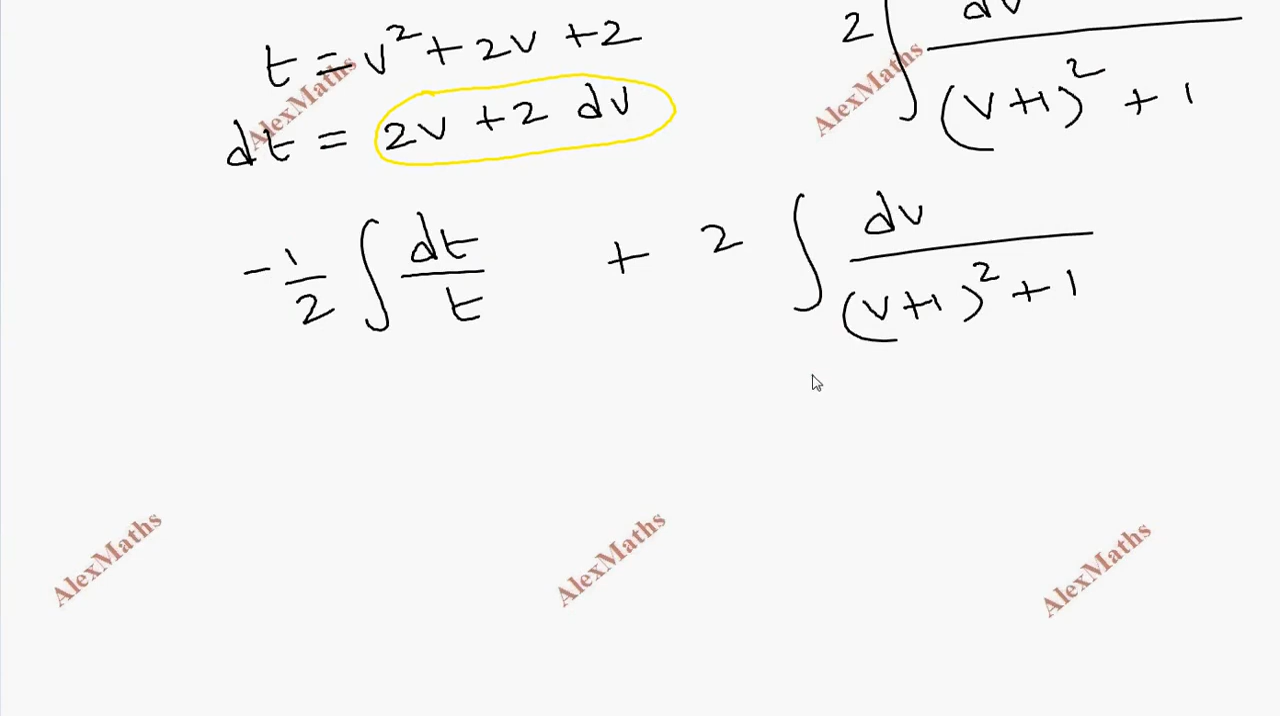 t = v² + 2v + 2
dt = 2v + 2 dv
2 ∫ dv / (v+1)² + 1
-1/2 ∫ dt/t + 2 ∫ dv / (v+1)² + 1
AlexMaths
AlexMaths
AlexMaths
AlexMaths
AlexMaths